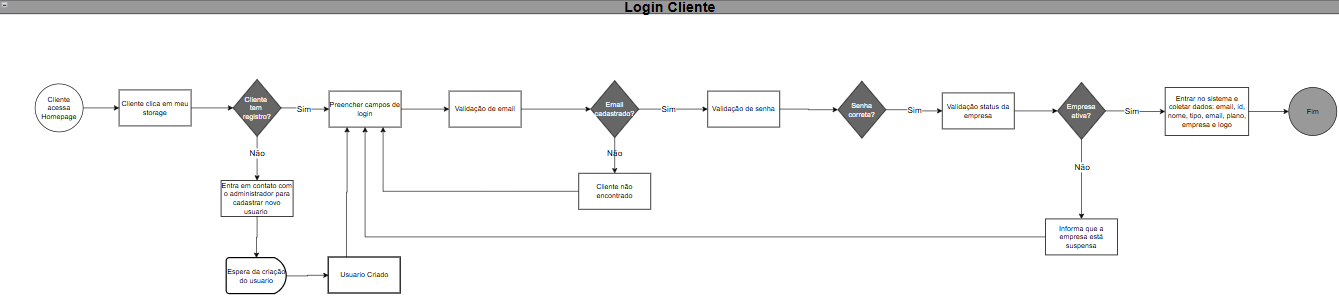 Login Cliente
Cliente
acessa
Homepage
Cliente clica em meu
storage
Cliente
tem
registro?
Sim
Preencher campos de
login
Validação de email
Email
cadastrado?
Sim
Validação de senha
Senha
correta?
Sim
Validação status da
empresa
Empresa
ativa?
Sim
Entrar no sistema e
coletar dados: email, id,
nome, tipo, email, plano,
empresa e logo
Fim
Não
Não
Não
Entra em contato com
o administrador para
cadastrar novo
usuario
Cliente não
encontrado
Informa que a
empresa está
suspensa
Espera da criação
do usuario
Usuario Criado